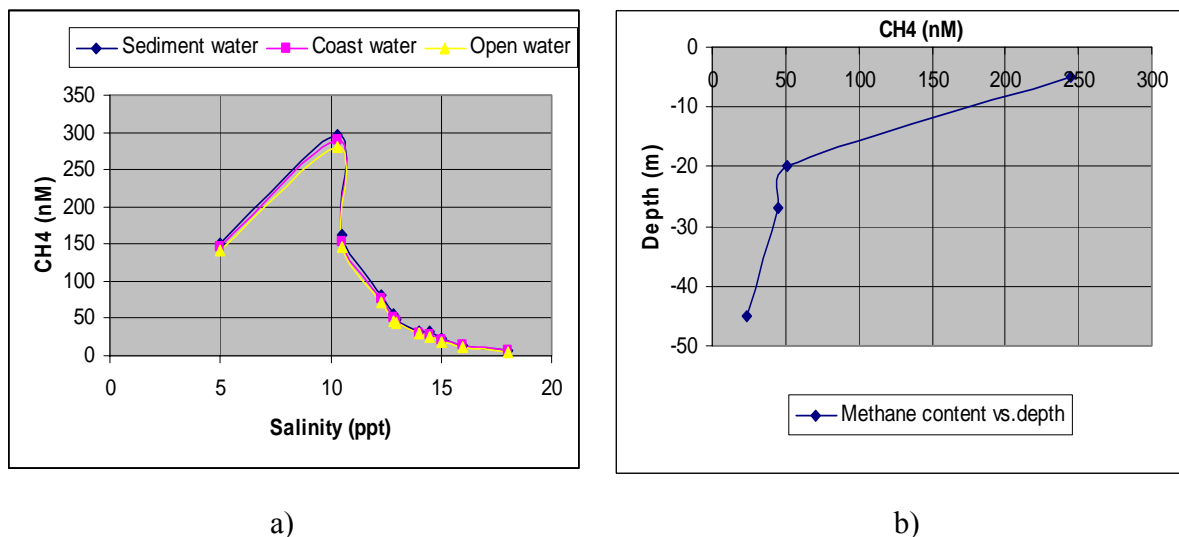 Sediment water Coast water Open water
350
300
250
200
150
100
50
0
CH4 (nM)
0 5 10 15 20
Salinity (ppt)
a)
CH4 (nM)
0 50 100 150 200 250 300
0
-10
-20
-30
-40
-50
Depth (m)
Methane content vs.depth
b)